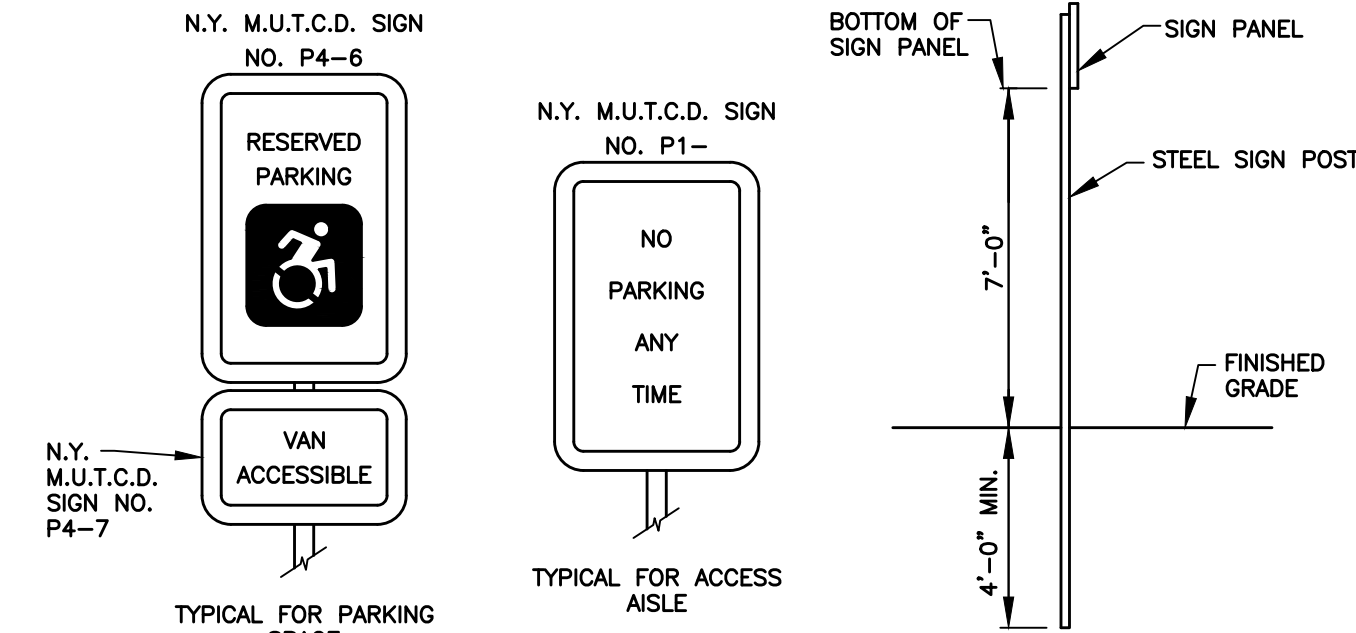 N.Y. M.U.T.C.D. SIGN
NO. P4-6
RESERVED
PARKING
VAN
ACCESSIBLE
N.Y.
M.U.T.C.D.
SIGN NO.
P4-7
TYPICAL FOR PARKING
N.Y. M.U.T.C.D. SIGN
NO. P1-
NO
PARKING
ANY
TIME
TYPICAL FOR ACCESS
AISLE
BOTTOM OF
SIGN PANEL
SIGN PANEL
STEEL SIGN POST
7'-0"
FINISHED
GRADE
4'-0" MIN.